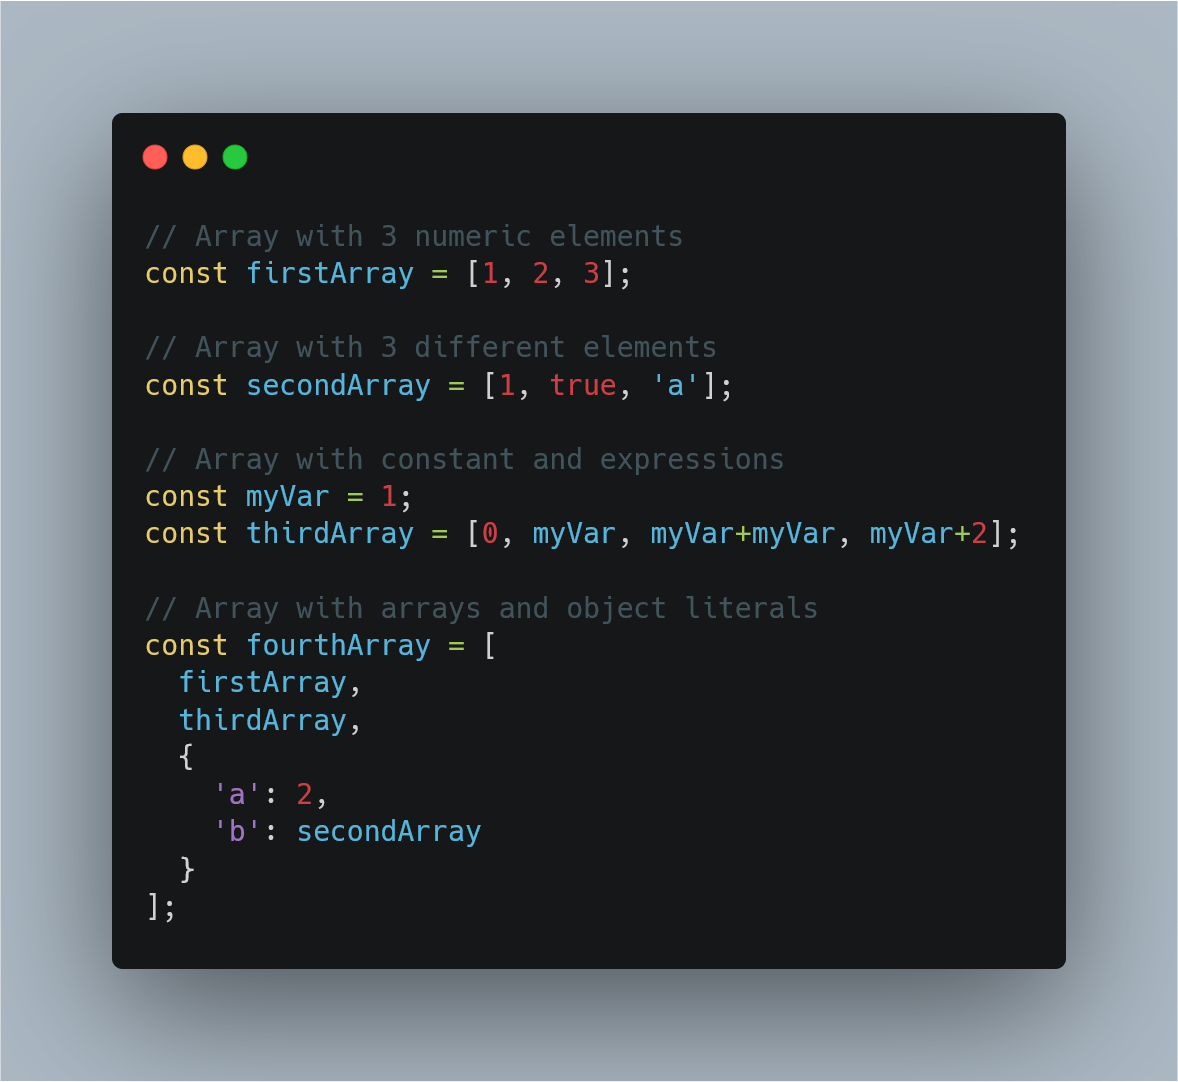 // Array with 3 numeric elements
const firstArray = [1, 2, 3];

// Array with 3 different elements
const secondArray = [1, true, 'a'];

// Array with constant and expressions
const myVar = 1;
const thirdArray = [0, myVar, myVar+myVar, myVar+2];

// Array with arrays and object literals
const fourthArray = [
  firstArray,
  thirdArray,
  {
    'a': 2,
    'b': secondArray
  }
];